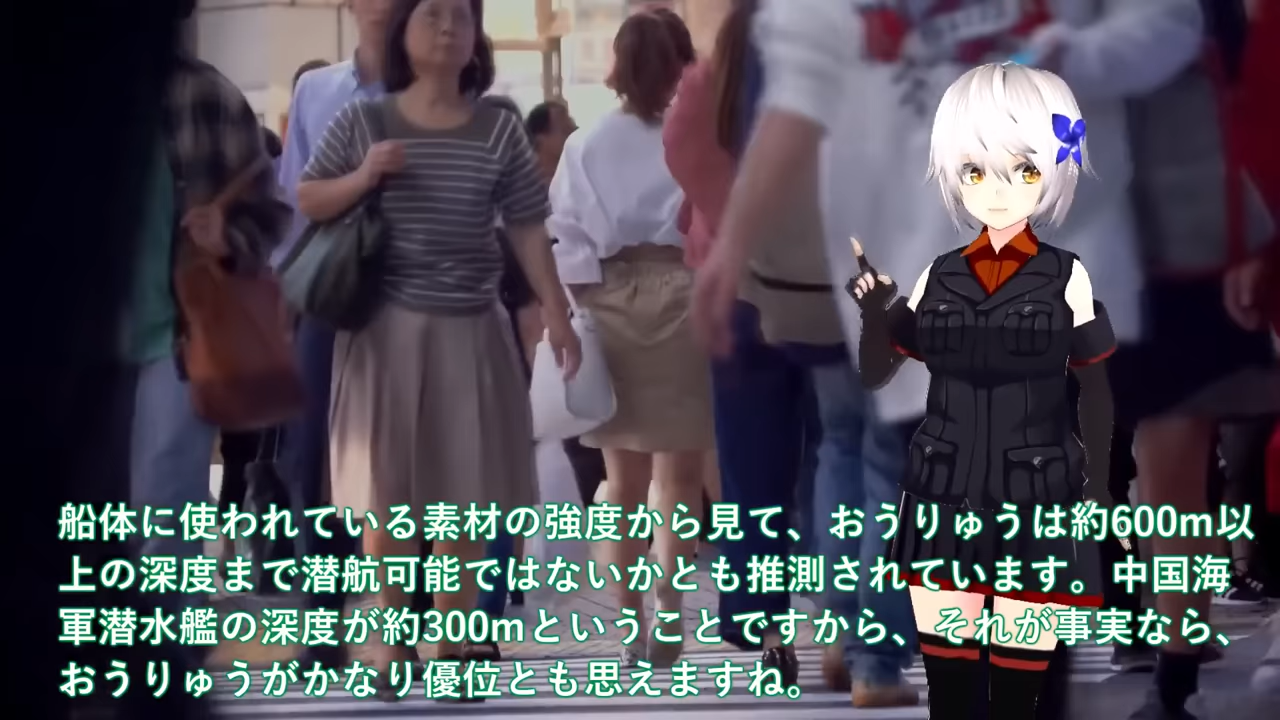 船体に使われている素材の強度から見て、おうりゅうは約600m以
上の深度まで潜航可能ではないかとも推測されています。中国海
軍潜水艦の深度が約300mということですから、それが事実なら、
おうりゅうがかなり優位とも思えますね。